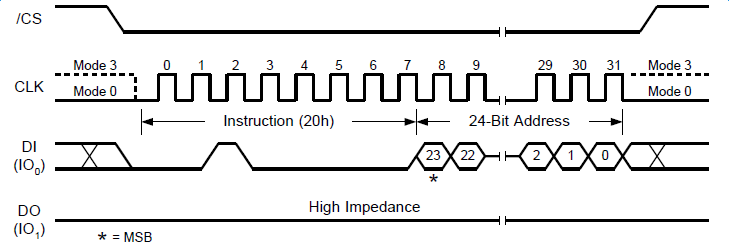 /CS
Mode 3 0 1 2 3 4 5 6 7 8 9 29 30 31 Mode 3
CLK Mode 0 Mode 0
Instruction (20h) 24-Bit Address
DI
(IO0) 23 22 2 1 0
*
DO High Impedance
(IO1)
* = MSB